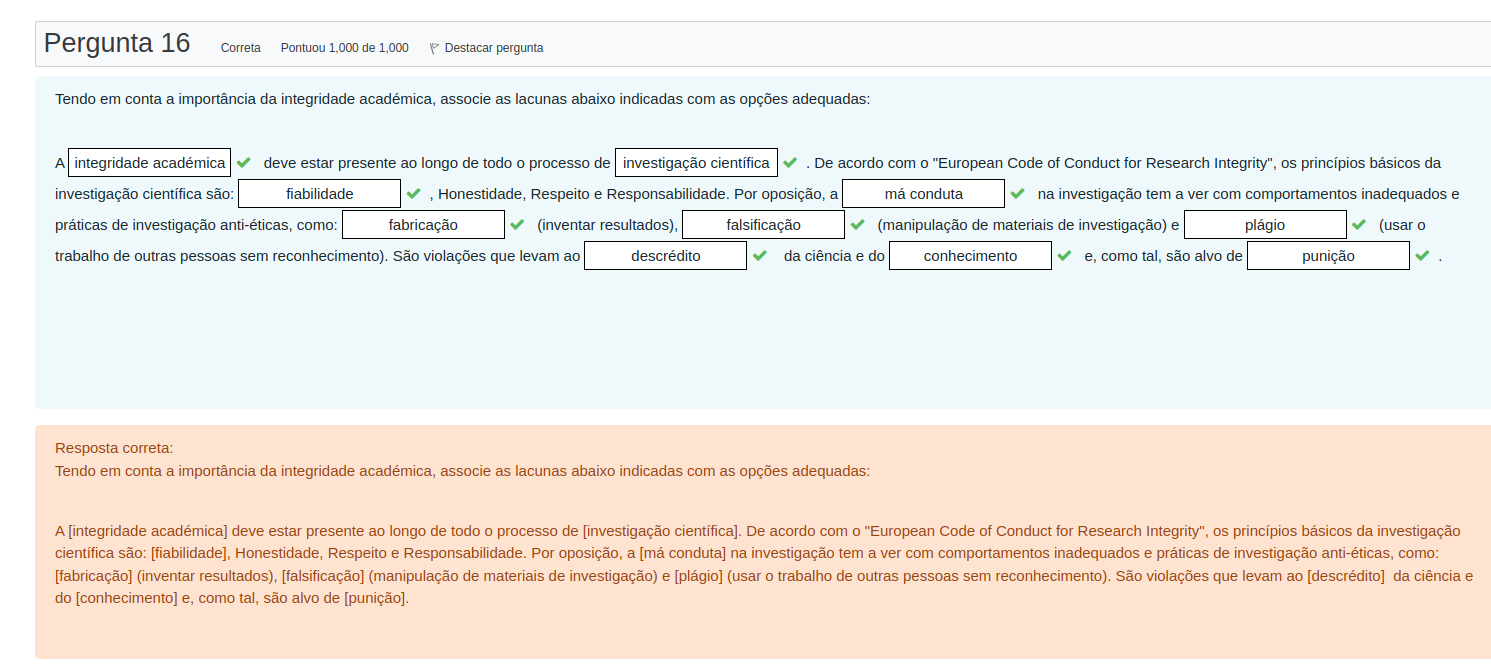 Pergunta 16 Correta Pontuou 1,000 de 1,000 Destacar pergunta
Tendo em conta a importância da integridade académica, associe as lacunas abaixo indicadas com as opções adequadas:
A integridade académica deve estar presente ao longo de todo o processo de investigação científica . De acordo com o "European Code of Conduct for Research Integrity", os princípios básicos da
investigação científica são: fiabilidade , Honestidade, Respeito e Responsabilidade. Por oposição, a má conduta na investigação tem a ver com comportamentos inadequados e
práticas de investigação anti-éticas, como: fabricação (inventar resultados), falsificação (manipulação de materiais de investigação) e plágio (usar o
trabalho de outras pessoas sem reconhecimento). São violações que levam ao descrédito da ciência e do conhecimento e, como tal, são alvo de punição .
Resposta correta:
Tendo em conta a importância da integridade académica, associe as lacunas abaixo indicadas com as opções adequadas:
A [integridade académica] deve estar presente ao longo de todo o processo de [investigação científica]. De acordo com o "European Code of Conduct for Research Integrity", os princípios básicos da investigação
científica são: [fiabilidade], Honestidade, Respeito e Responsabilidade. Por oposição, a [má conduta] na investigação tem a ver com comportamentos inadequados e práticas de investigação anti-éticas, como:
[fabricação] (inventar resultados), [falsificação] (manipulação de materiais de investigação) e [plágio] (usar o trabalho de outras pessoas sem reconhecimento). São violações que levam ao [descrédito] da ciência e
do [conhecimento] e, como tal, são alvo de [punição].